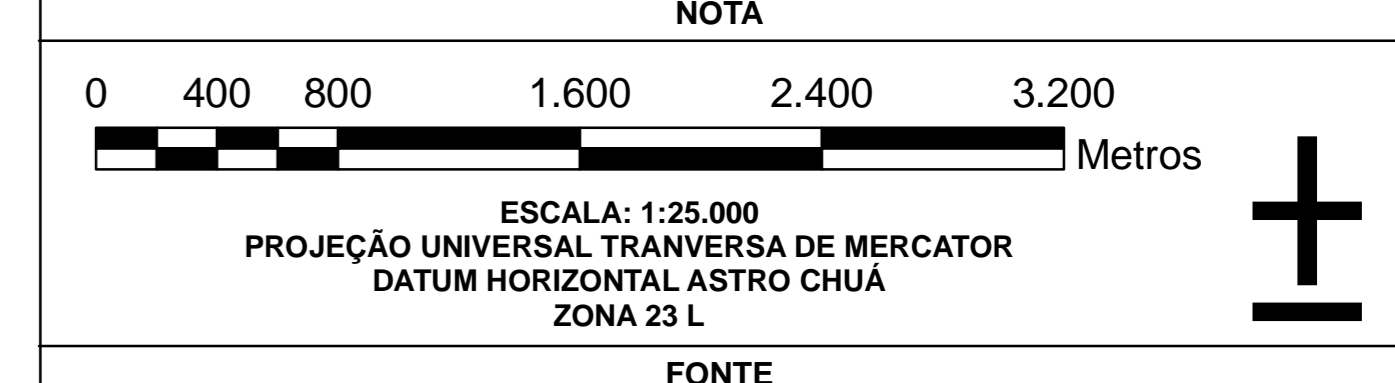 NOTA
0 400 800 1.600 2.400 3.200
Metros
ESCALA: 1:25.000
PROJEÇÃO UNIVERSAL TRANVERSA DE MERCATOR
DATUM HORIZONTAL ASTRO CHUÁ
ZONA 23 L
FONTE